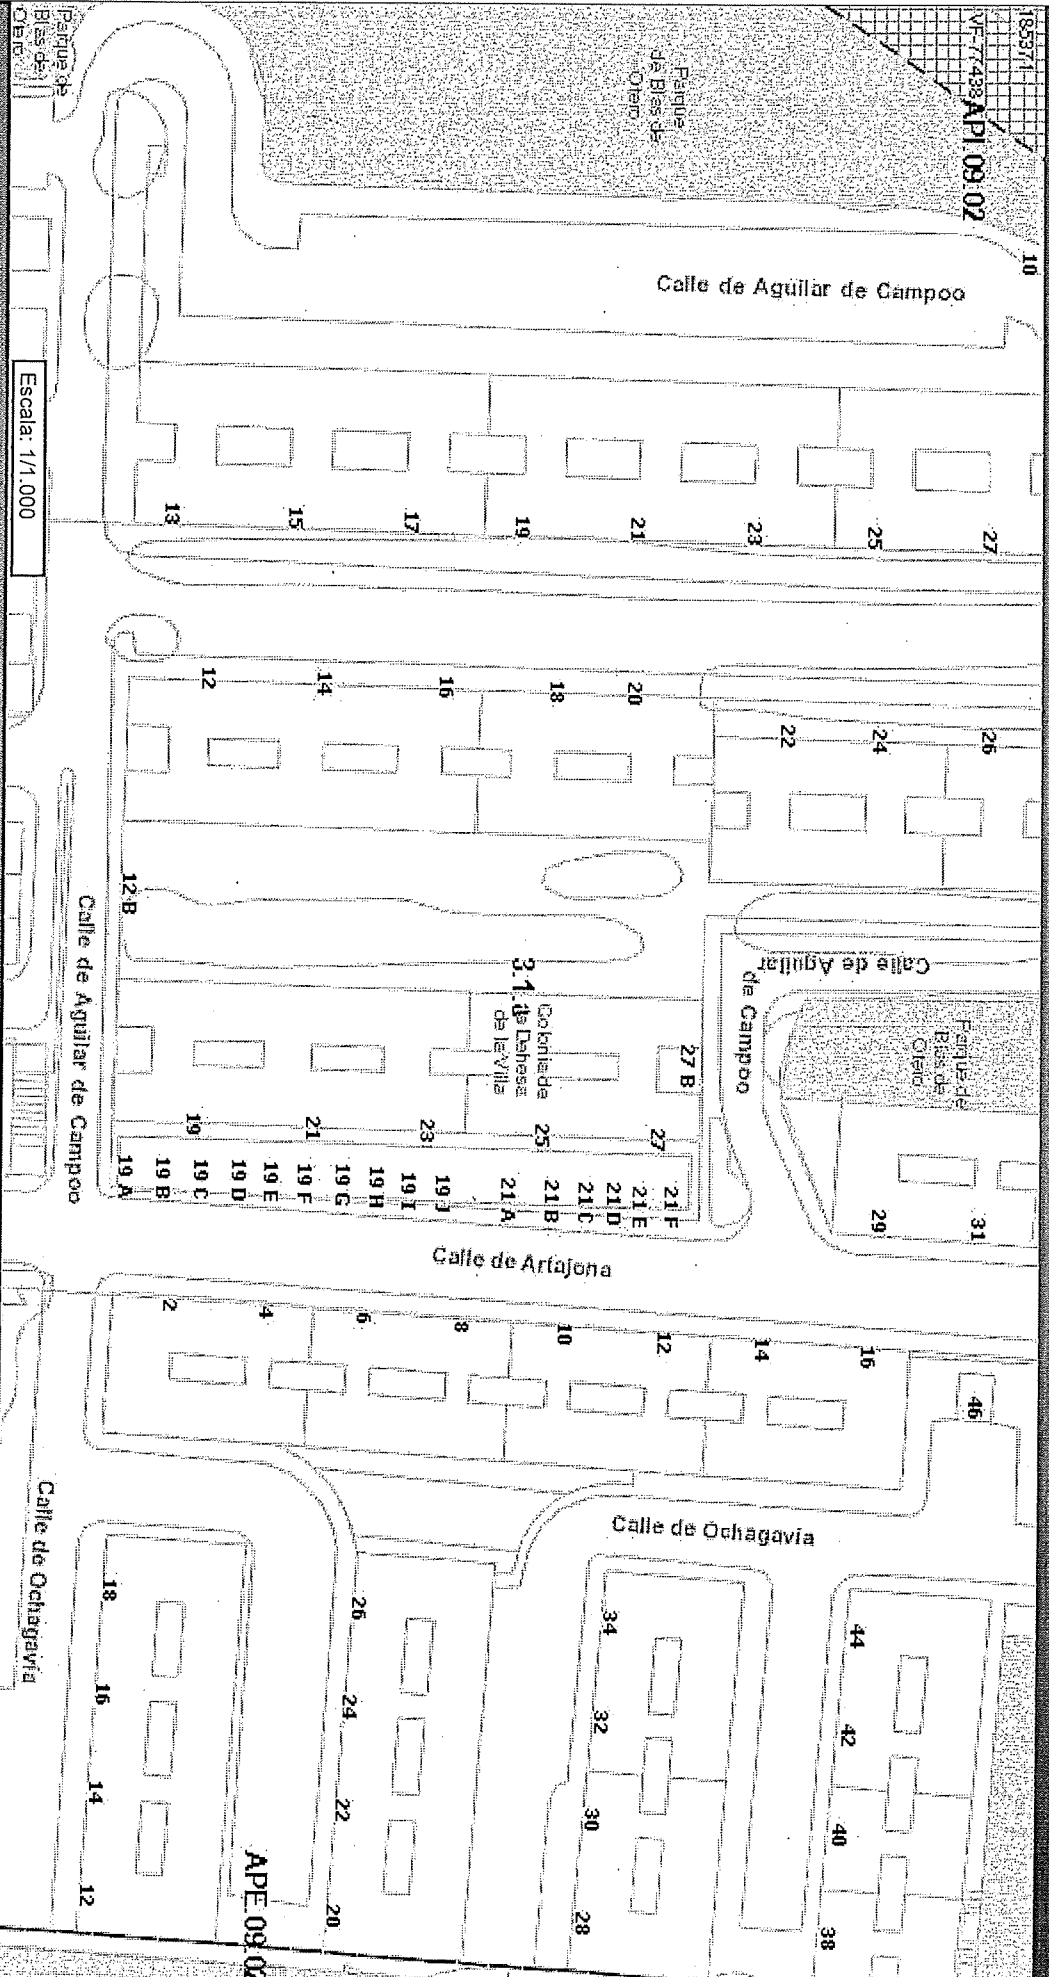 185371
VF-77438
API.09.02
10
Parque
de Blas de
Otero
Parque de
Blas de
Otero
Calle de Aguilar de Campoo
Escala: 1/1.000
13
15
17
19
21
23
25
27
12
14
16
18
20
22
24
26
12 B
Calle de Aguilar de Campoo
Calle de Aguilar
de Campoo
Parque de
Blas de
Otero
Colonia de
la Dehesa
de la Villa
27 B
19
21
23
25
27
29
31
19 A
19 B
19 C
19 D
19 E
19 F
19 G
19 H
19 I
19 J
21 A
21 B
21 C
21 D
21 E
21 F
Calle de Artajona
2
4
6
8
10
12
14
16
46
Calle de Ochagavia
Calle de Ochagavia
18
16
14
12
26
24
22
20
34
32
30
28
44
42
40
38
APE.09.02